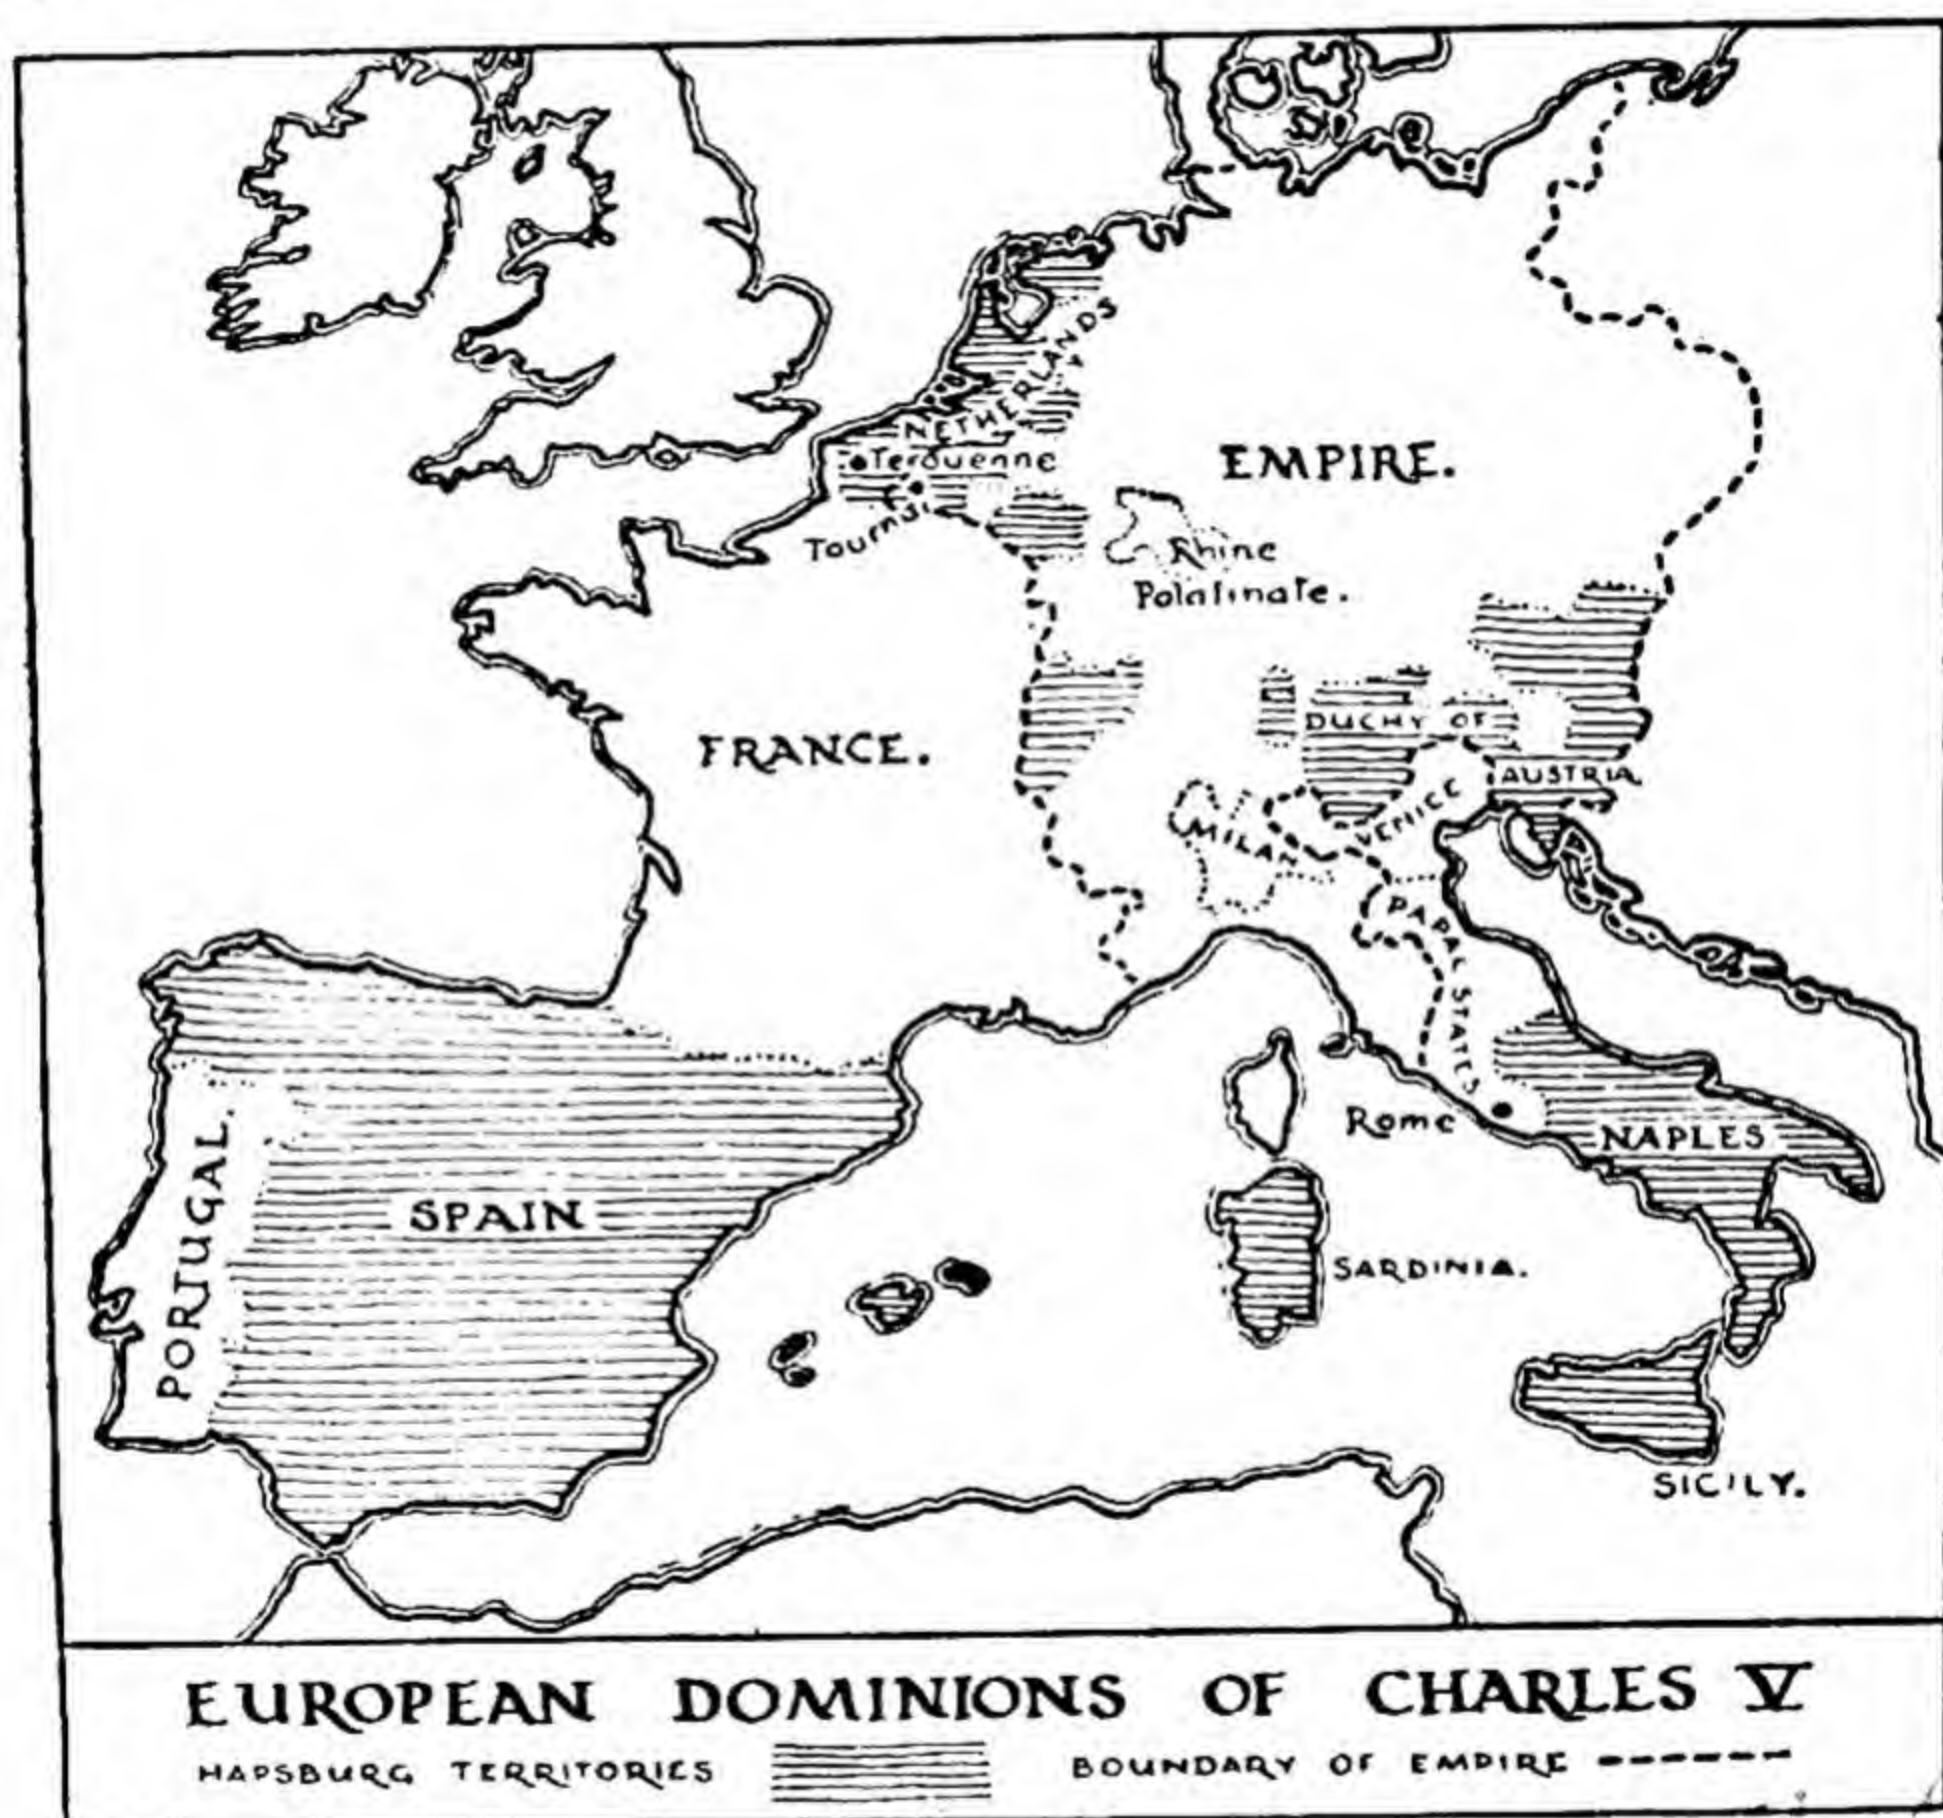 NETHERLANDS
Terouenne
EMPIRE.
Tournai
Rhine
Palatinate.
FRANCE.
DUCHY OF
AUSTRIA.
VENICE
MILAN
PAPAL STATES
PORTUGAL.
Rome
NAPLES
SPAIN
SARDINIA.
SICILY.
EUROPEAN DOMINIONS OF CHARLES V
HAPSBURG TERRITORIES
BOUNDARY OF EMPIRE